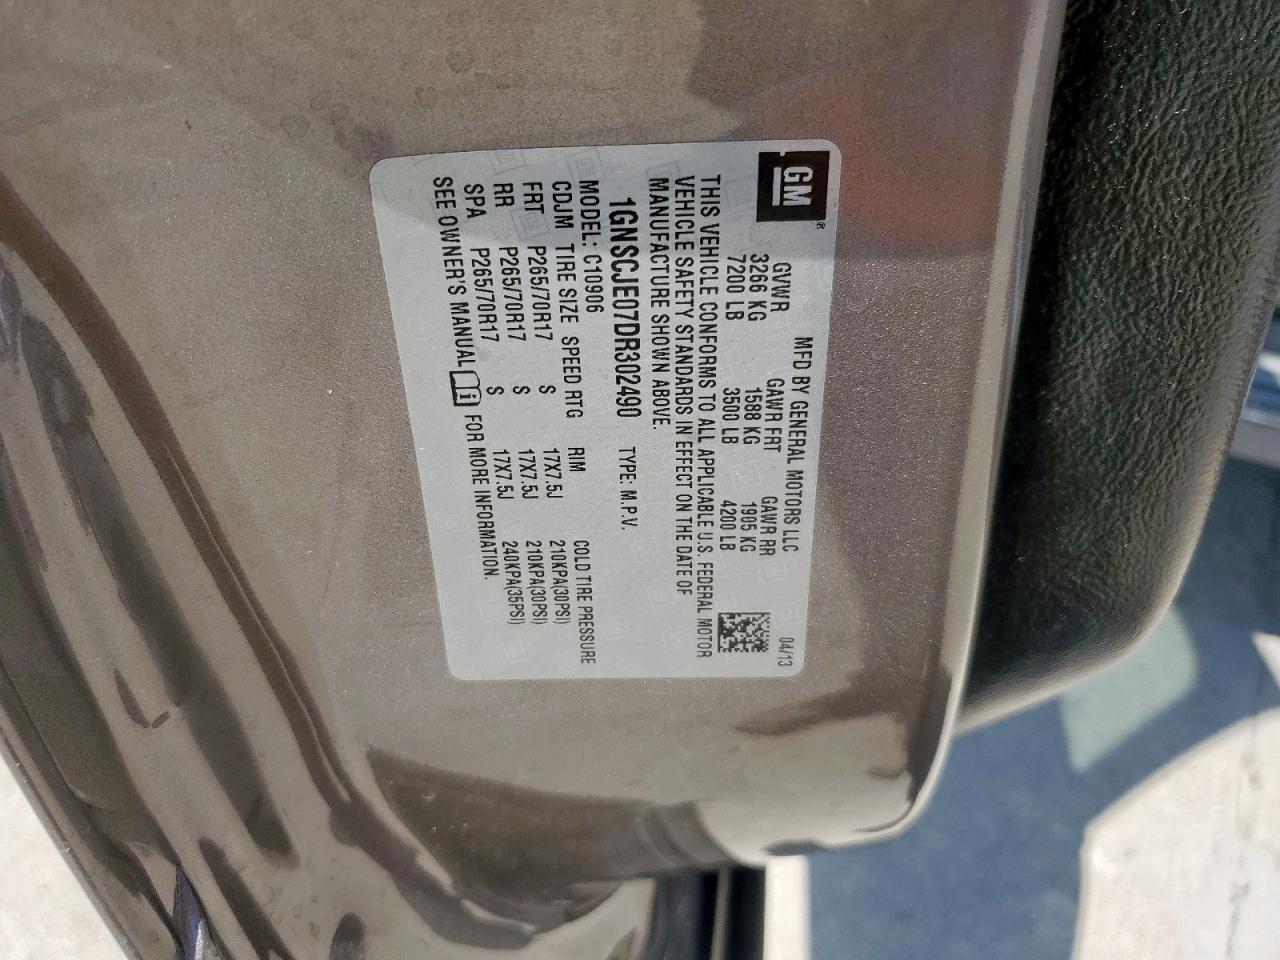 GM®
MFD BY GENERAL MOTORS LLC 04/13
GVWR GAWR FRT GAWR RR
3266 KG 1588 KG 1905 KG
7200 LB 3500 LB 4200 LB
THIS VEHICLE CONFORMS TO ALL APPLICABLE U.S. FEDERAL MOTOR
VEHICLE SAFETY STANDARDS IN EFFECT ON THE DATE OF
MANUFACTURE SHOWN ABOVE.
1GNSCJE07DR302490 TYPE: M.P.V.
MODEL: C10906
CDJM TIRE SIZE SPEED RTG RIM COLD TIRE PRESSURE
FRT P265/70R17 S 17X7.5J 210KPA(30PSI)
RR P265/70R17 S 17X7.5J 210KPA(30PSI)
SPA P265/70R17 S 17X7.5J 240KPA(35PSI)
SEE OWNER'S MANUAL FOR MORE INFORMATION.